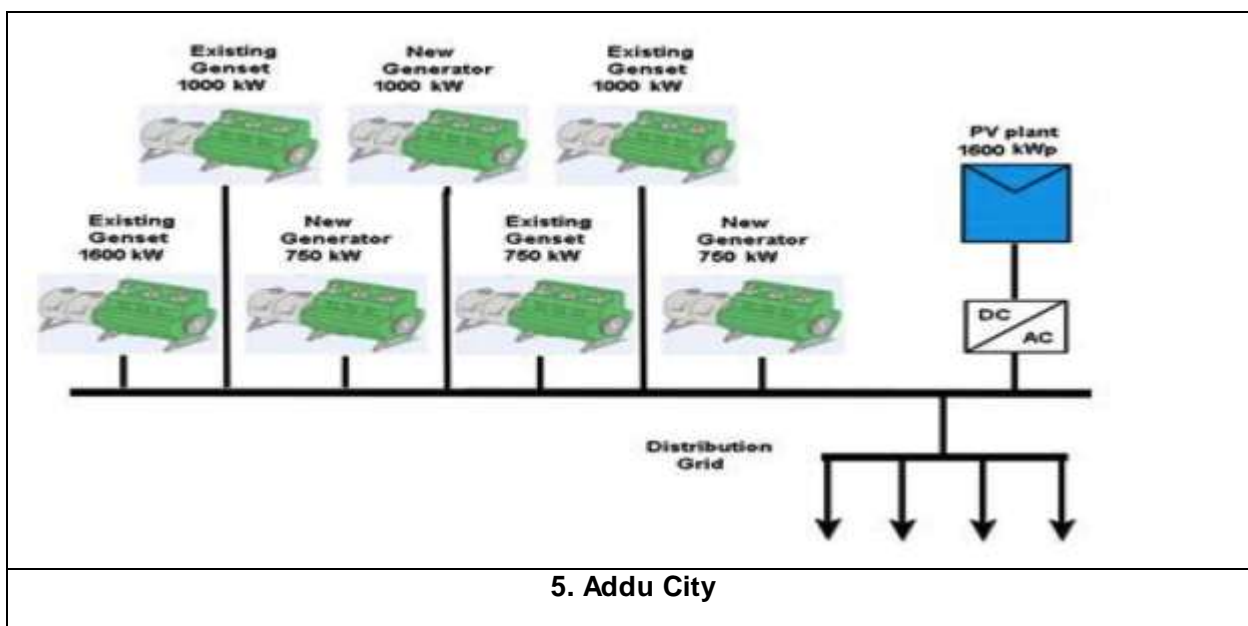 Existing
Genset
1000 kW
New
Generator
1000 kW
Existing
Genset
1000 kW
PV plant
1600 kWp
Existing
Genset
1600 kW
New
Generator
750 kW
Existing
Genset
750 kW
New
Generator
750 kW
DC
AC
Distribution
Grid
5. Addu City